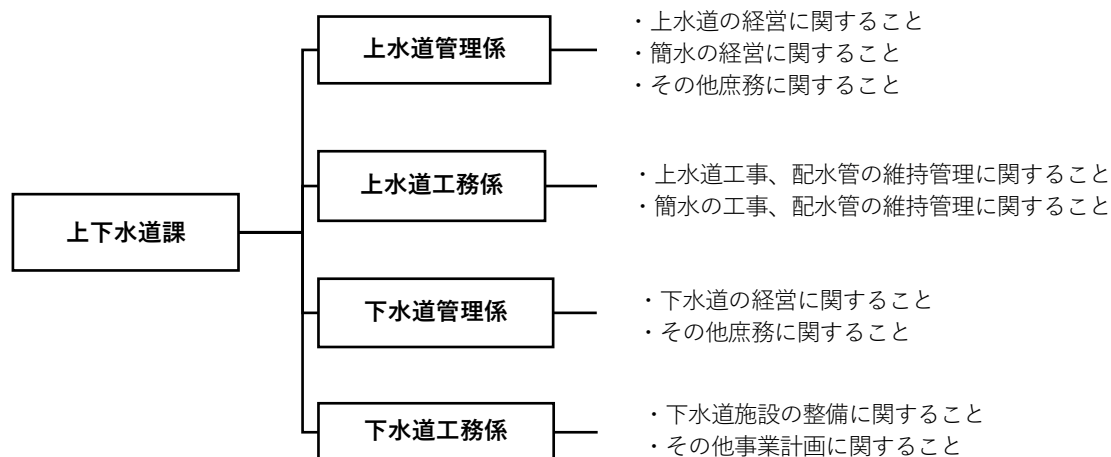 上下水道課
上水道管理係
・上水道の経営に関すること
・簡水の経営に関すること
・その他庶務に関すること
上水道工務係
・上水道工事、配水管の維持管理に関すること
・簡水の工事、配水管の維持管理に関すること
下水道管理係
・下水道の経営に関すること
・その他庶務に関すること
下水道工務係
・下水道施設の整備に関すること
・その他事業計画に関すること